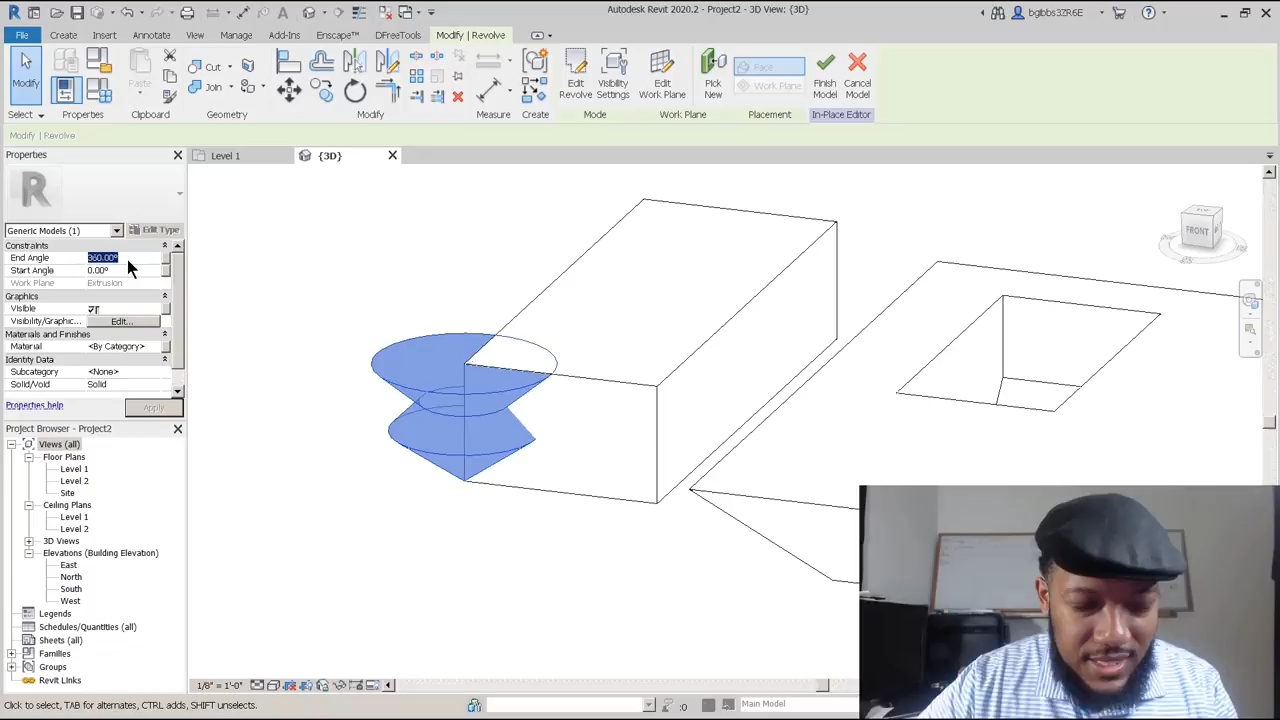 Autodesk Revit 2020.2 - Project2 - 3D View: {3D}
bgibbs3ZR6E
File Create Insert Annotate View Manage Add-Ins Enscape™ DFreeTools Modify | Revolve
Modify
Paste
Cut
Join
Edit Revolve
Visibility Settings
Edit Work Plane
Pick New
Face
Work Plane
Finish Model
Cancel Model
Select Properties Clipboard Geometry Modify Measure Create Mode Work Plane Placement In-Place Editor
Modify | Revolve
Properties
Level 1
{3D}
Generic Models (1)
Edit Type
Constraints
End Angle 360.00°
Start Angle 0.00°
Work Plane Extrusion
Graphics
Visible
Visibility/Graphic... Edit...
Materials and Finishes
Material <By Category>
Identity Data
Subcategory <None>
Solid/Void Solid
Properties help
Apply
Project Browser - Project2
Views (all)
Floor Plans
Level 1
Level 2
Site
Ceiling Plans
Level 1
Level 2
3D Views
Elevations (Building Elevation)
East
North
South
West
Legends
Schedules/Quantities (all)
Sheets (all)
Families
Groups
Revit Links
TOP
FRONT
1/8" = 1'-0"
Click to select, TAB for alternates, CTRL adds, SHIFT unselects.
:0
Main Model